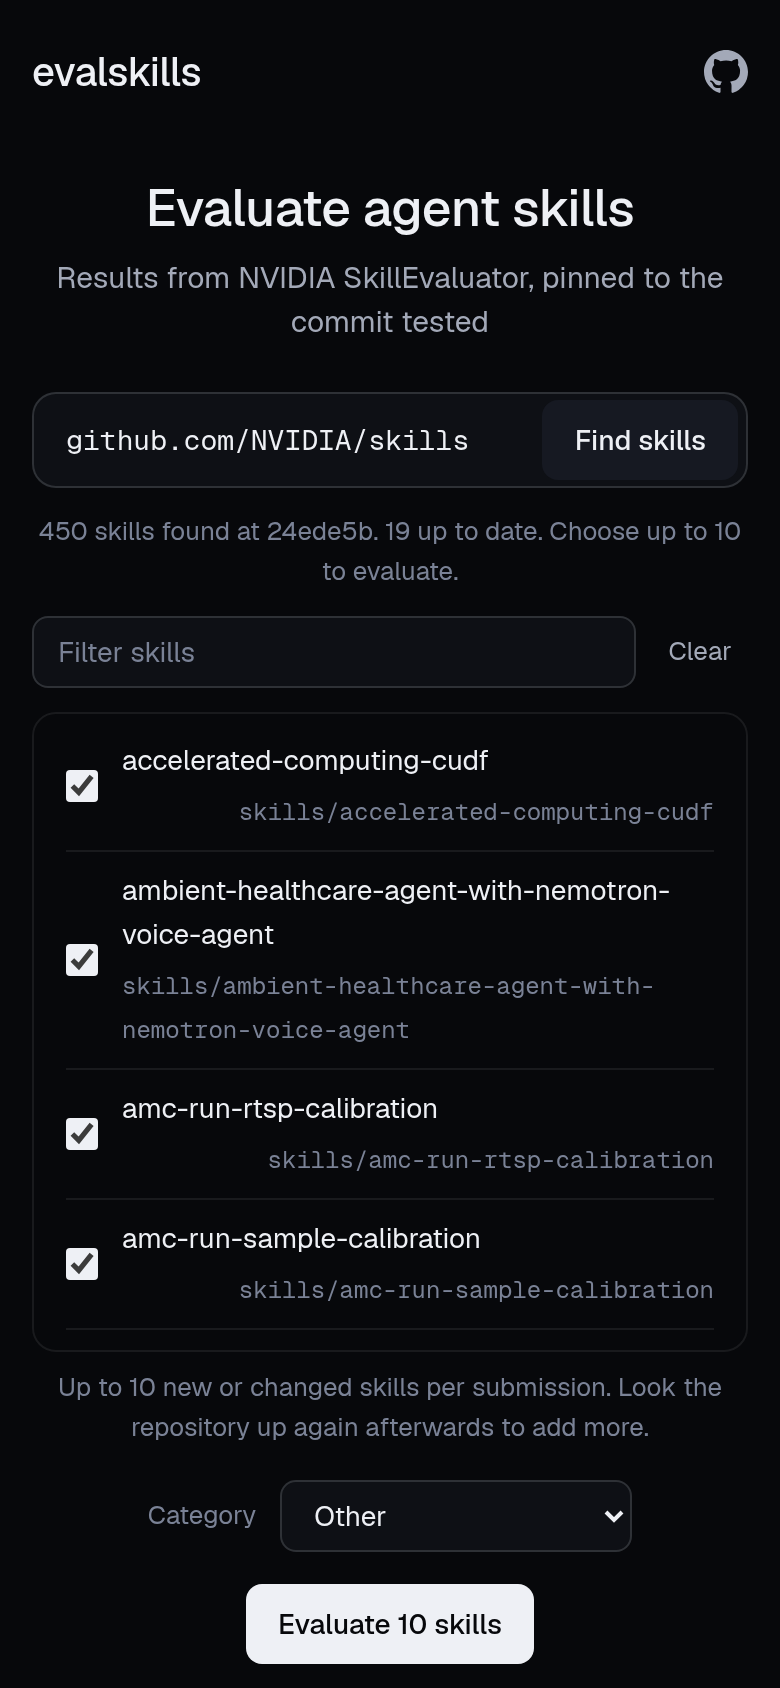 evalskills
Evaluate agent skills
Results from NVIDIA SkillEvaluator, pinned to the
commit tested
github.com/NVIDIA/skills
Find skills
450 skills found at 24ede5b. 19 up to date. Choose up to 10
to evaluate.
Filter skills
Clear
accelerated-computing-cudf
skills/accelerated-computing-cudf
ambient-healthcare-agent-with-nemotron-
voice-agent
skills/ambient-healthcare-agent-with-
nemotron-voice-agent
amc-run-rtsp-calibration
skills/amc-run-rtsp-calibration
amc-run-sample-calibration
skills/amc-run-sample-calibration
Up to 10 new or changed skills per submission. Look the
repository up again afterwards to add more.
Category
Other
Evaluate 10 skills